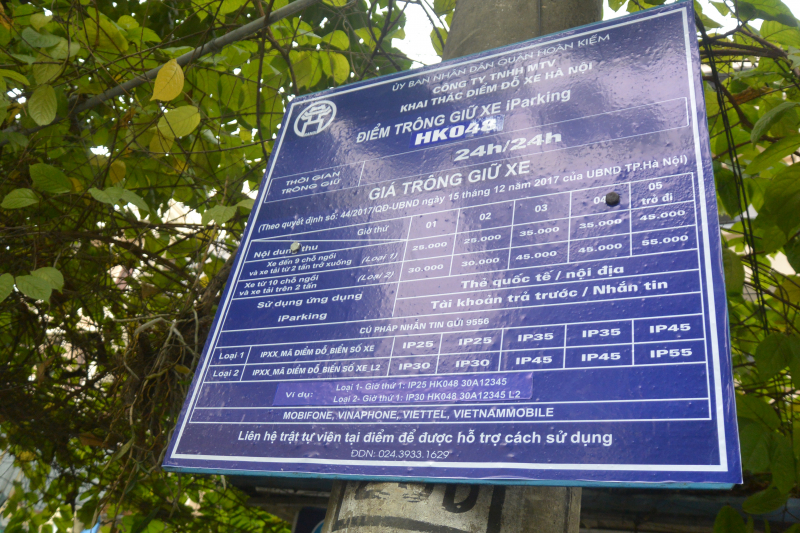 ỦY BAN NHÂN DÂN QUẬN HOÀN KIẾM
CÔNG TY TNHH MTV
KHAI THÁC ĐIỂM ĐỖ XE HÀ NỘI
ĐIỂM TRÔNG GIỮ XE iParking
HK048
THỜI GIAN TRÔNG GIỮ 24h/24h
GIÁ TRÔNG GIỮ XE
(Theo quyết định số: 44/2017/QĐ-UBND ngày 15 tháng 12 năm 2017 của UBND TP.Hà Nội)
Giờ thứ 01 02 03 04 05 trở đi
Nội dung thu
Xe đến 9 chỗ ngồi và xe tải từ 2 tấn trở xuống (Loại 1) 25.000 25.000 35.000 35.000 45.000
Xe từ 10 chỗ ngồi và xe tải trên 2 tấn (Loại 2) 30.000 30.000 45.000 45.000 55.000
Sử dụng ứng dụng iParking
Thẻ quốc tế / nội địa
Tài khoản trả trước / Nhắn tin
CÚ PHÁP NHẮN TIN GỬI 9556
Loại 1 IPXX_MÃ ĐIỂM ĐỖ_BIỂN SỐ XE IP25 IP25 IP35 IP35 IP45
Loại 2 IPXX_MÃ ĐIỂM ĐỖ_BIỂN SỐ XE_L2 IP30 IP30 IP45 IP45 IP55
Ví dụ: Loại 1- Giờ thứ 1: IP25 HK048 30A12345
Loại 2- Giờ thứ 1: IP30 HK048 30A12345 L2
MOBIFONE, VINAPHONE, VIETTEL, VIETNAMMOBILE
Liên hệ trật tự viên tại điểm để được hỗ trợ cách sử dụng
ĐDN: 024.3933.1629